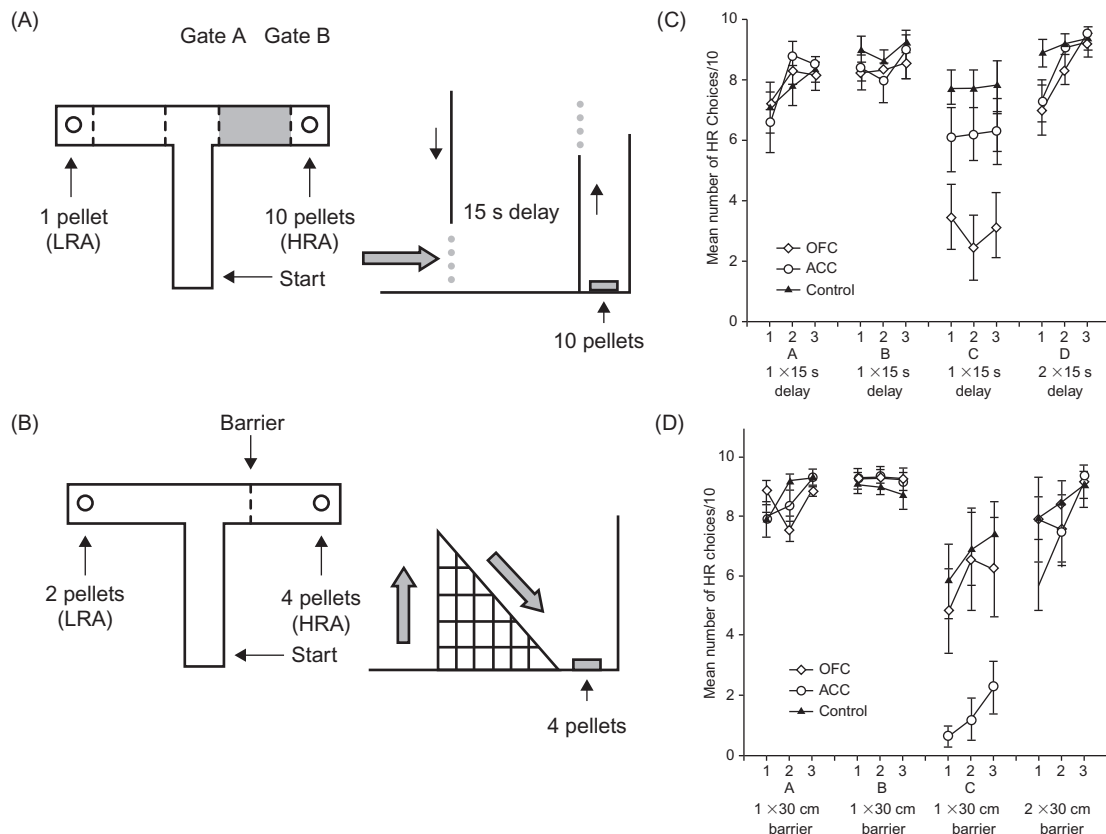 (A)
Gate A Gate B
1 pellet
(LRA)
10 pellets
(HRA)
Start
15 s delay
10 pellets
(B)
Barrier
2 pellets
(LRA)
4 pellets
(HRA)
Start
4 pellets
(C)
Mean number of HR Choices/10
10
8
6
4
2
0
OFC
ACC
Control
1 2 3 1 2 3 1 2 3 1 2 3
A B C D
1 ×15 s 1 ×15 s 1 ×15 s 2 ×15 s
delay delay delay delay
(D)
Mean number of HR choices/10
10
8
6
4
2
0
OFC
ACC
Control
1 2 3 1 2 3 1 2 3 1 2 3
A B C
1 ×30 cm 1 ×30 cm 1 ×30 cm 2 ×30 cm
barrier barrier barrier barrier